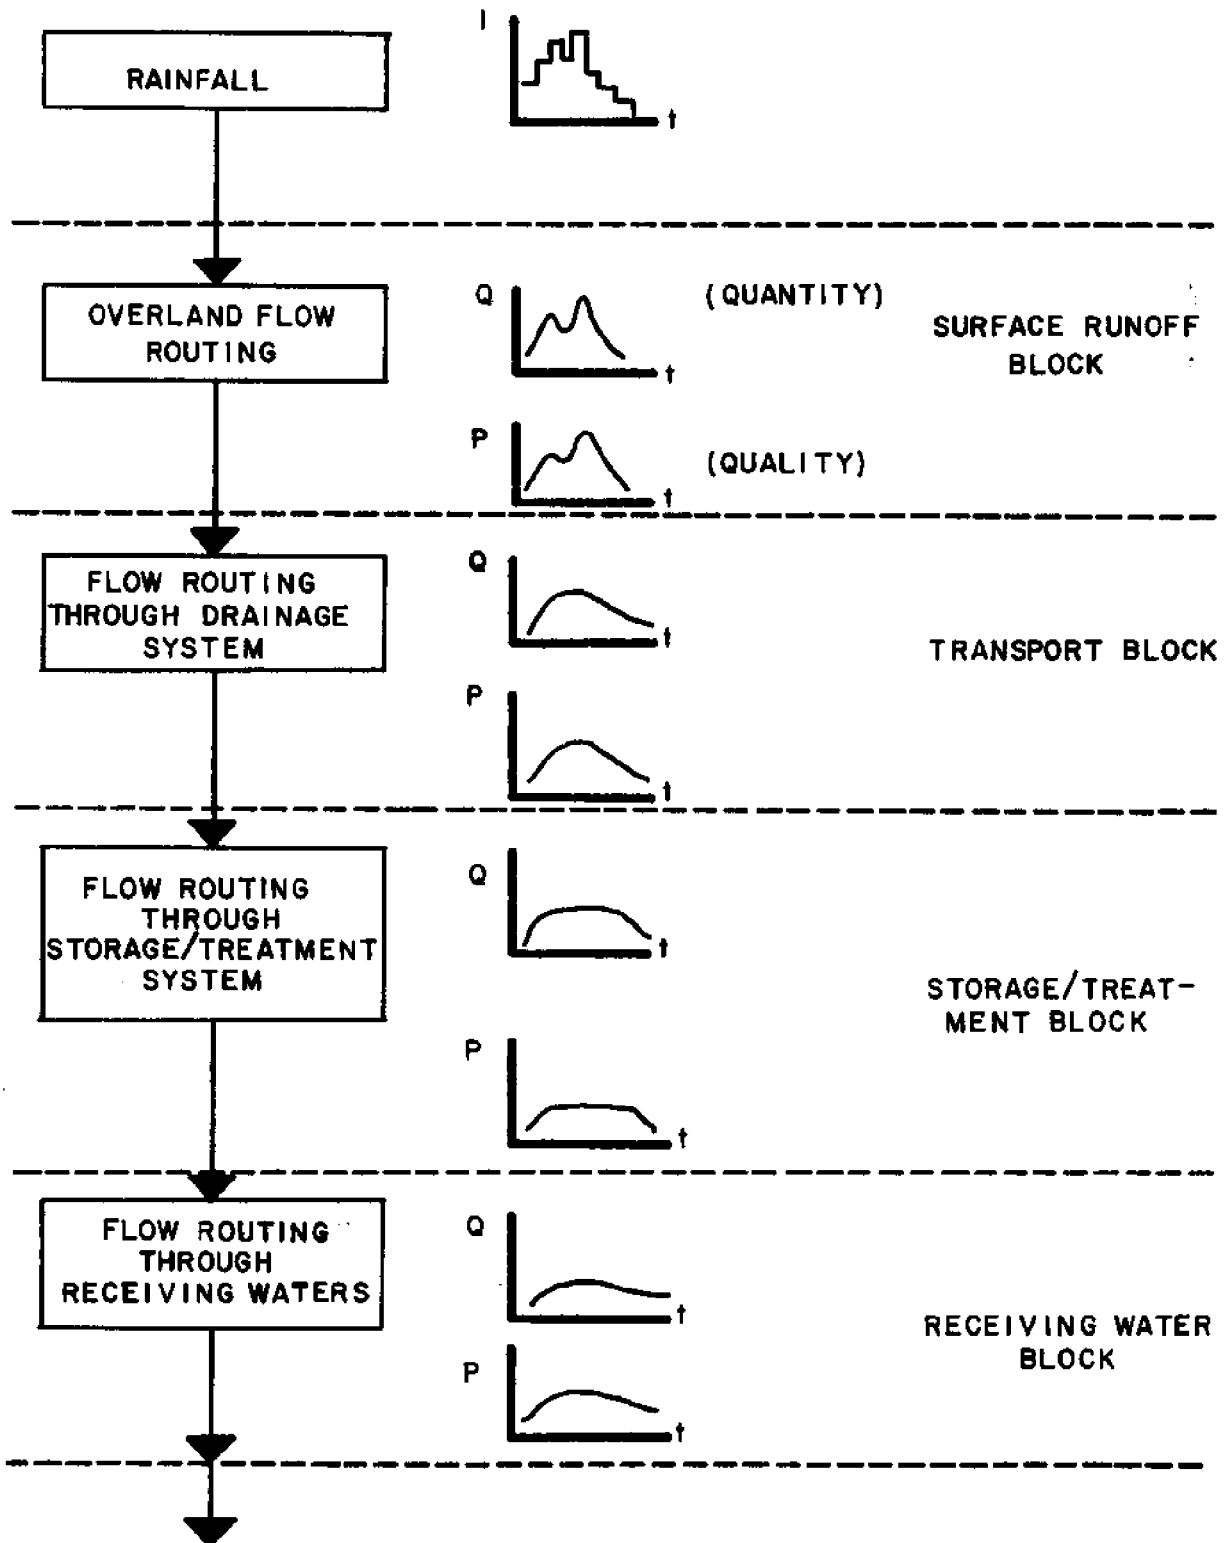 I
RAINFALL
t
OVERLAND FLOW
ROUTING
Q
t
(QUANTITY)
SURFACE RUNOFF
BLOCK
P
t
(QUALITY)
FLOW ROUTING
THROUGH DRAINAGE
SYSTEM
Q
t
TRANSPORT BLOCK
P
t
FLOW ROUTING
THROUGH
STORAGE/TREATMENT
SYSTEM
Q
t
STORAGE/TREAT-
MENT BLOCK
P
t
FLOW ROUTING
THROUGH
RECEIVING WATERS
Q
t
RECEIVING WATER
BLOCK
P
t